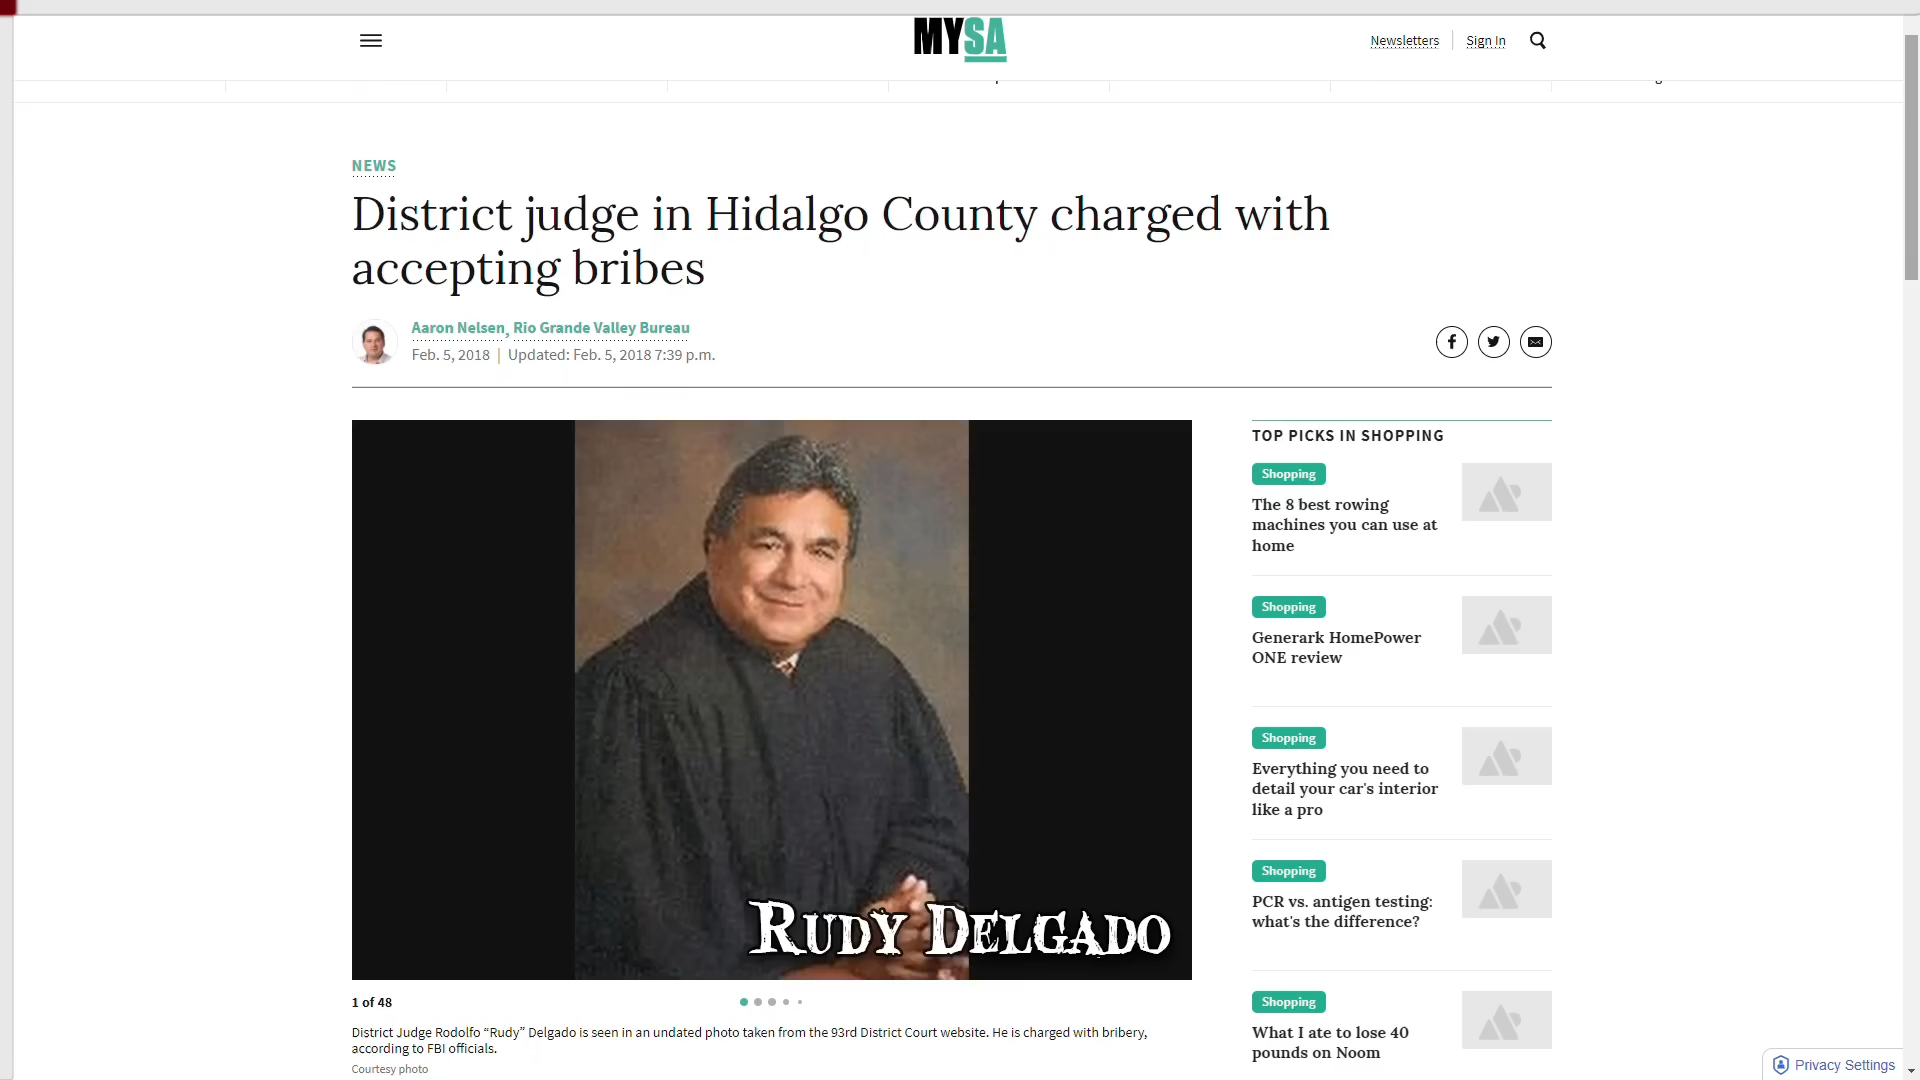 MYSA
Newsletters
Sign In
NEWS
District judge in Hidalgo County charged with
accepting bribes
Aaron Nelsen, Rio Grande Valley Bureau
Feb. 5, 2018 | Updated: Feb. 5, 2018 7:39 p.m.
RUDY DELGADO
1 of 48
District Judge Rodolfo “Rudy” Delgado is seen in an undated photo taken from the 93rd District Court website. He is charged with bribery,
according to FBI officials.
Courtesy photo
TOP PICKS IN SHOPPING
Shopping
The 8 best rowing
machines you can use at
home
Shopping
Generark HomePower
ONE review
Shopping
Everything you need to
detail your car's interior
like a pro
Shopping
PCR vs. antigen testing:
what's the difference?
Shopping
What I ate to lose 40
pounds on Noom
Privacy Settings